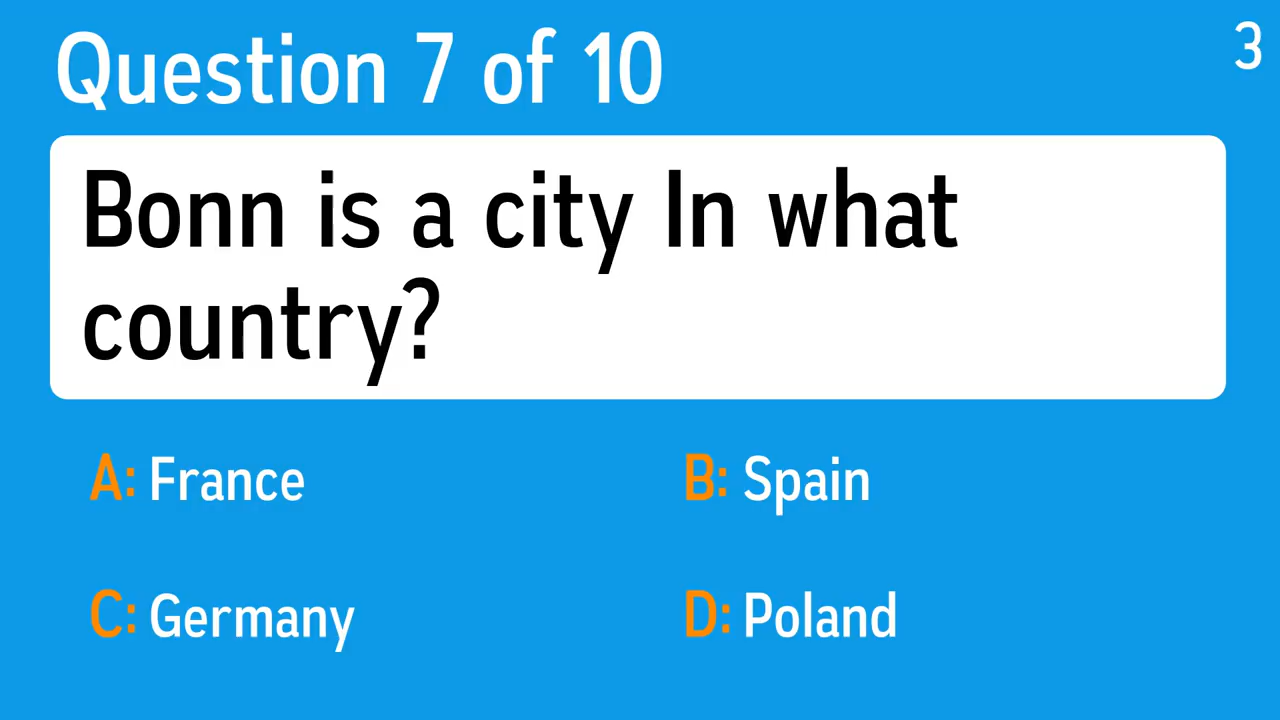 Question 7 of 10
3
Bonn is a city In what
country?
A: France
B: Spain
C: Germany
D: Poland